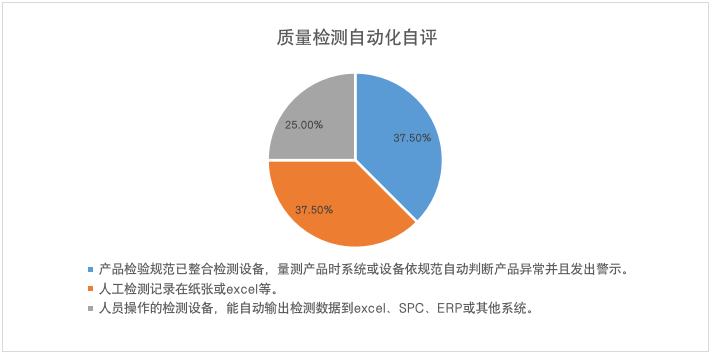 质量检测自动化自评
25.00%
37.50%
37.50%
产品检验规范已整合检测设备，量测产品时系统或设备依规范自动判断产品异常并且发出警示。
人工检测记录在纸张或excel等。
人员操作的检测设备，能自动输出检测数据到excel、SPC、ERP或其他系统。